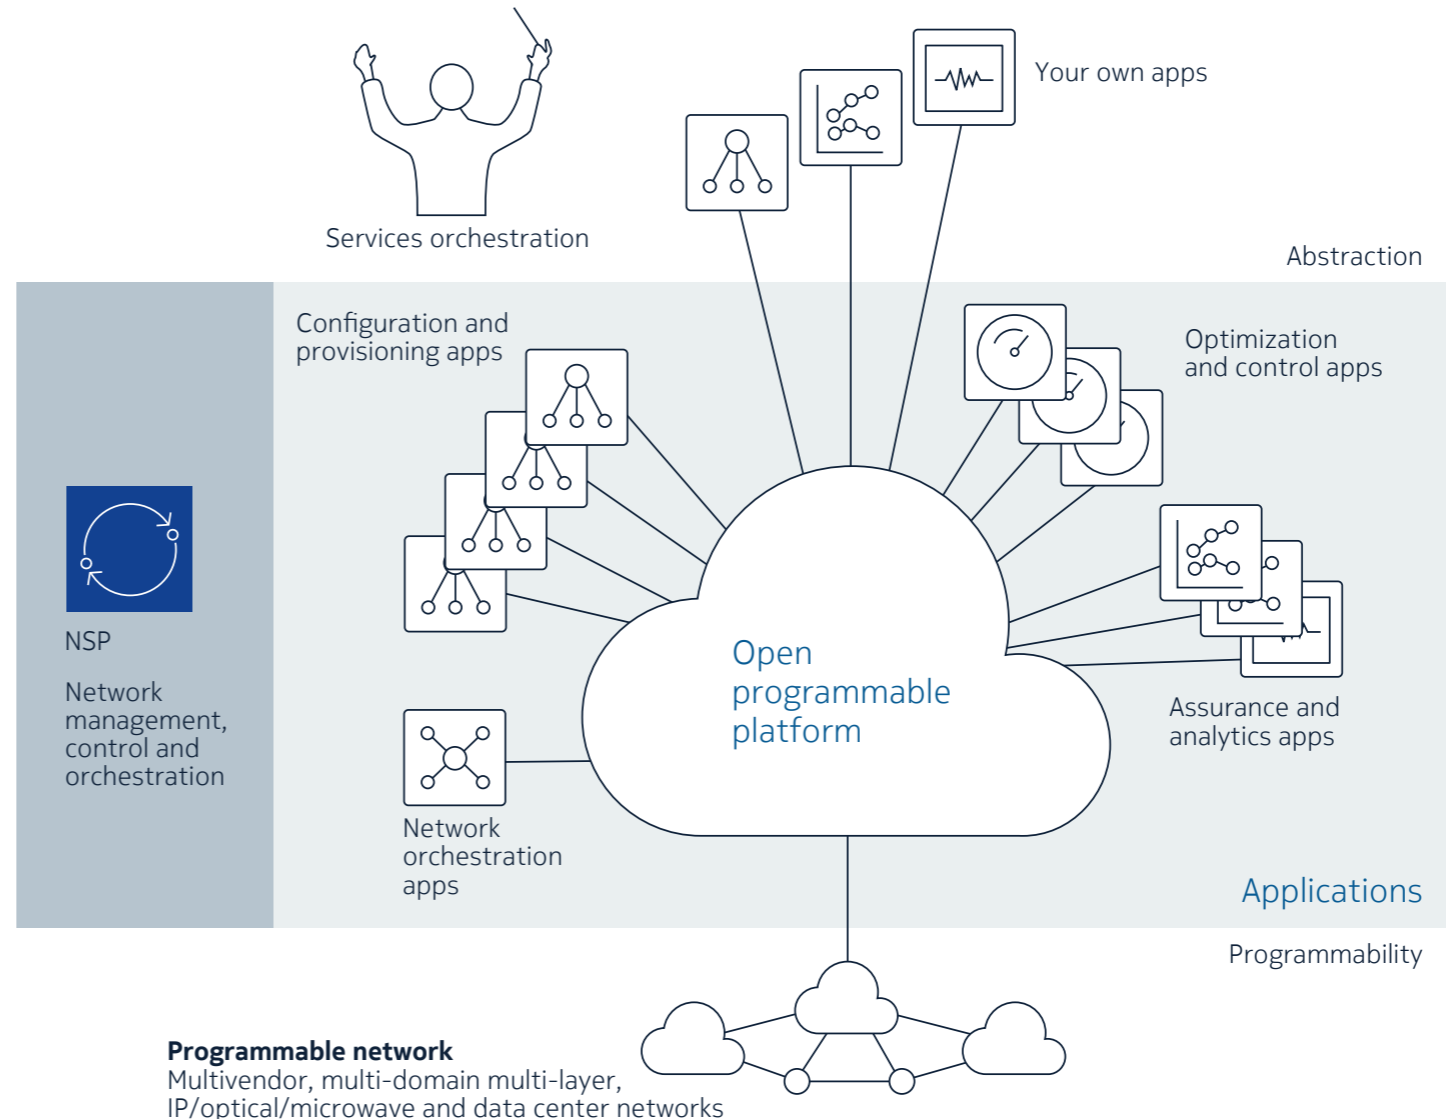 Your own apps
Services orchestration
Abstraction
Configuration and
provisioning apps
Optimization
and control apps
NSP
Network
management,
control and
orchestration
Open
programmable
platform
Assurance and
analytics apps
Network
orchestration
apps
Applications
Programmability
Programmable network
Multivendor, multi-domain multi-layer,
IP/optical/microwave and data center networks